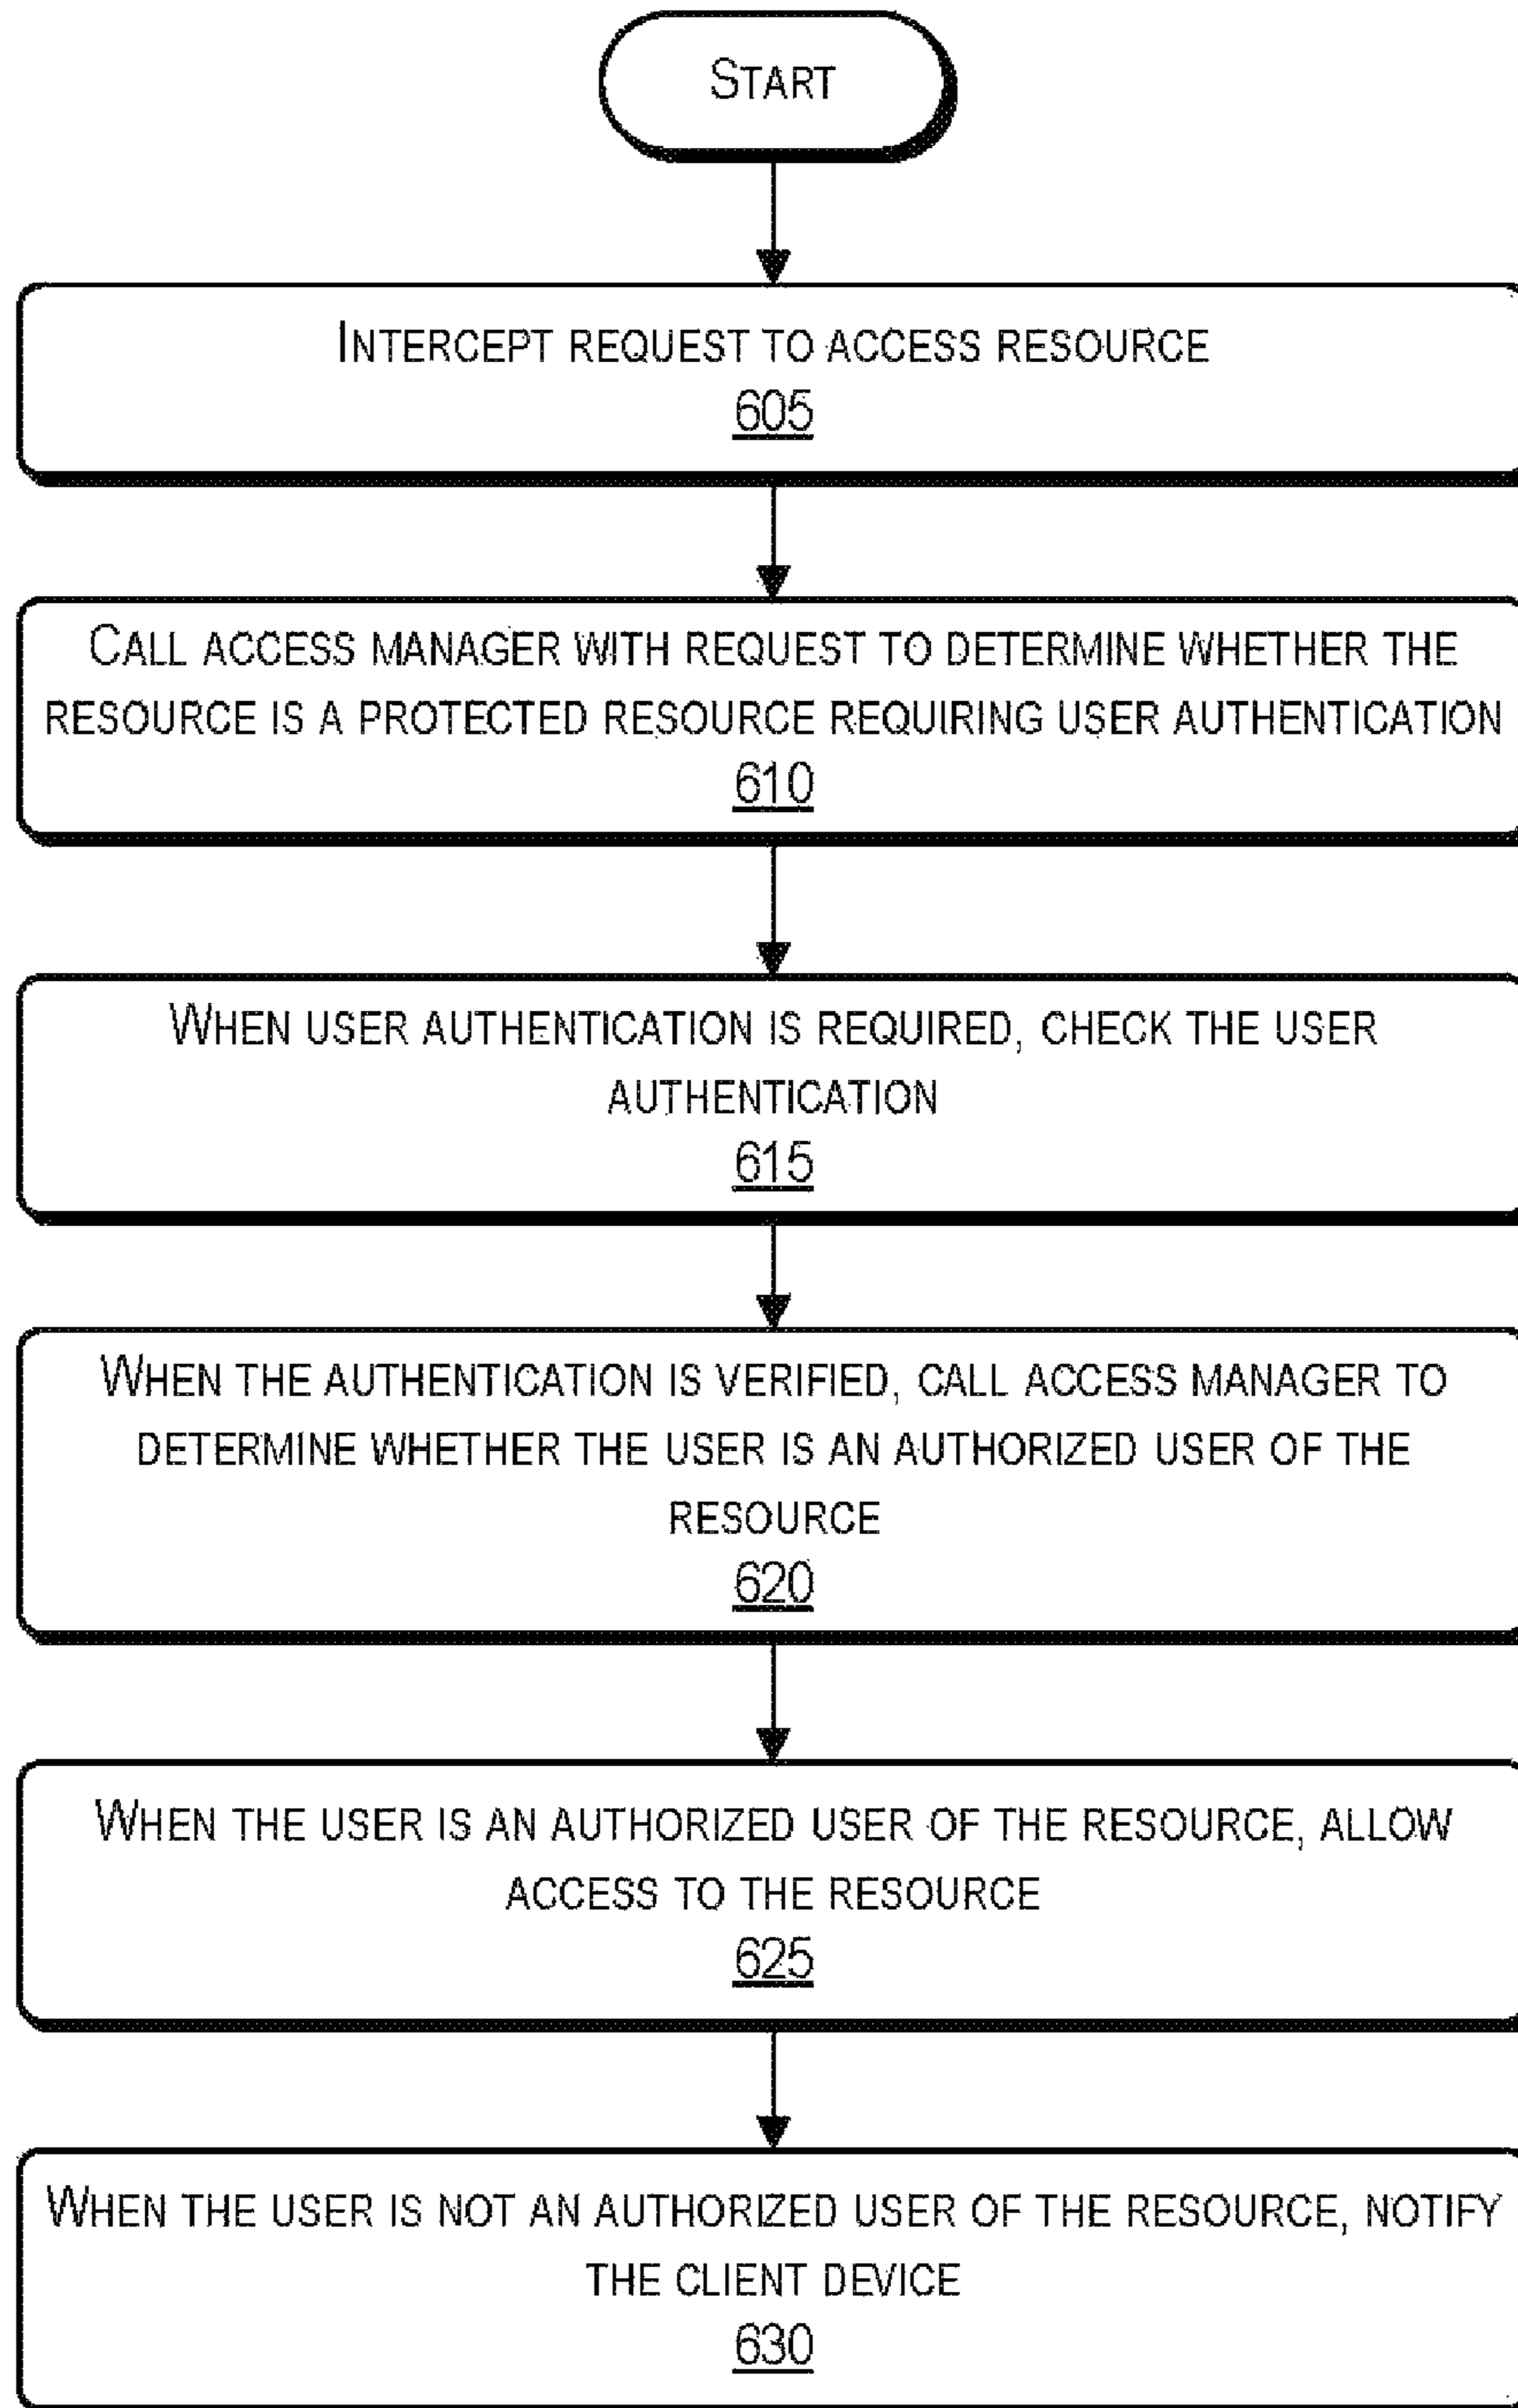 START
INTERCEPT REQUEST TO ACCESS RESOURCE
605
CALL ACCESS MANAGER WITH REQUEST TO DETERMINE WHETHER THE
RESOURCE IS A PROTECTED RESOURCE REQUIRING USER AUTHENTICATION
610
WHEN USER AUTHENTICATION IS REQUIRED, CHECK THE USER
AUTHENTICATION
615
WHEN THE AUTHENTICATION IS VERIFIED, CALL ACCESS MANAGER TO
DETERMINE WHETHER THE USER IS AN AUTHORIZED USER OF THE
RESOURCE
620
WHEN THE USER IS AN AUTHORIZED USER OF THE RESOURCE, ALLOW
ACCESS TO THE RESOURCE
625
WHEN THE USER IS NOT AN AUTHORIZED USER OF THE RESOURCE, NOTIFY
THE CLIENT DEVICE
630